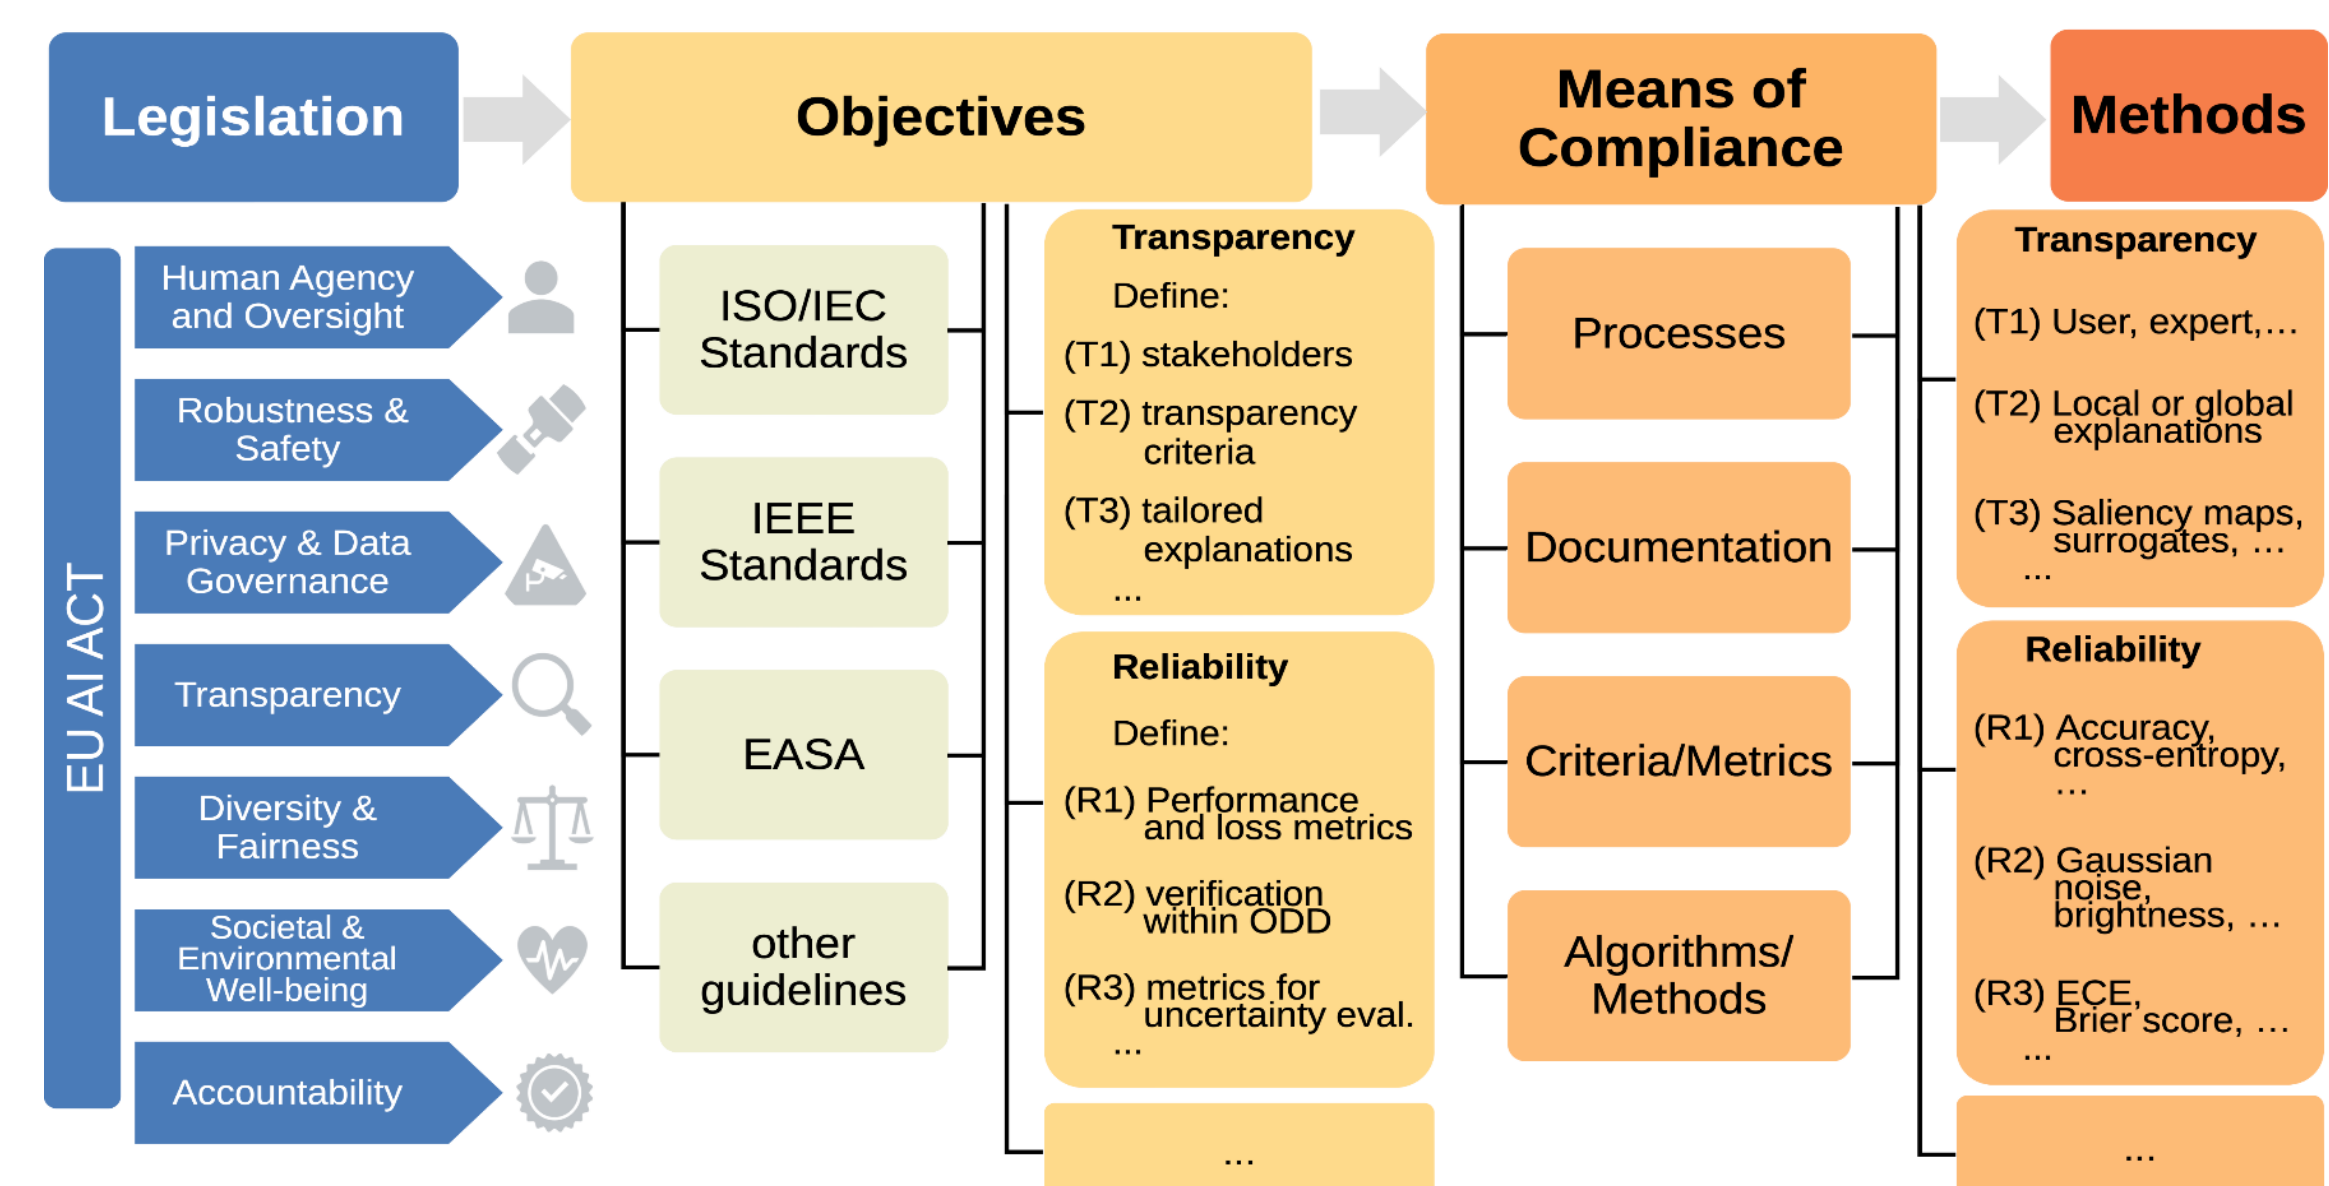 Legislation
Objectives
Means of
Compliance
Methods
EU AI ACT
Human Agency
and Oversight
Robustness &
Safety
Privacy & Data
Governance
Transparency
Diversity &
Fairness
Societal &
Environmental
Well-being
Accountability
ISO/IEC
Standards
IEEE
Standards
EASA
other
guidelines
Transparency
Define:
(T1) stakeholders
(T2) transparency
criteria
(T3) tailored
explanations
...
Reliability
Define:
(R1) Performance
and loss metrics
(R2) verification
within ODD
(R3) metrics for
uncertainty eval.
...
...
Processes
Documentation
Criteria/Metrics
Algorithms/
Methods
Transparency
(T1) User, expert,…
(T2) Local or global
explanations
(T3) Saliency maps,
surrogates, …
...
Reliability
(R1) Accuracy,
cross-entropy,
…
(R2) Gaussian
noise,
brightness, …
(R3) ECE,
Brier score, …
...
...